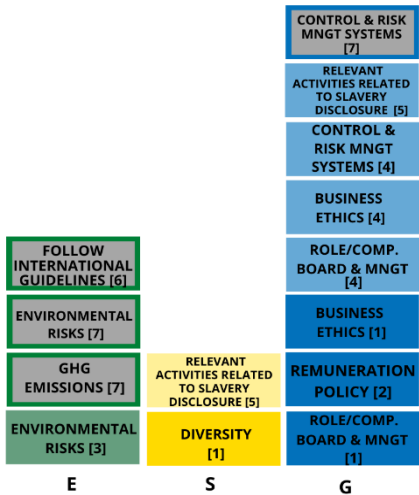 CONTROL & RISK
MNGT SYSTEMS
[7]
RELEVANT
ACTIVITIES RELATED
TO SLAVERY
DISCLOSURE [5]
CONTROL &
RISK MNGT
SYSTEMS [4]
BUSINESS
ETHICS [4]
ROLE/COMP.
BOARD & MNGT
[4]
BUSINESS
ETHICS [1]
REMUNERATION
POLICY [2]
ROLE/COMP.
BOARD & MNGT
[1]
FOLLOW
INTERNATIONAL
GUIDELINES [6]
ENVIRONMENTAL
RISKS [7]
GHG
EMISSIONS [7]
ENVIRONMENTAL
RISKS [3]
RELEVANT
ACTIVITIES RELATED
TO SLAVERY
DISCLOSURE [5]
DIVERSITY
[1]
E
S
G